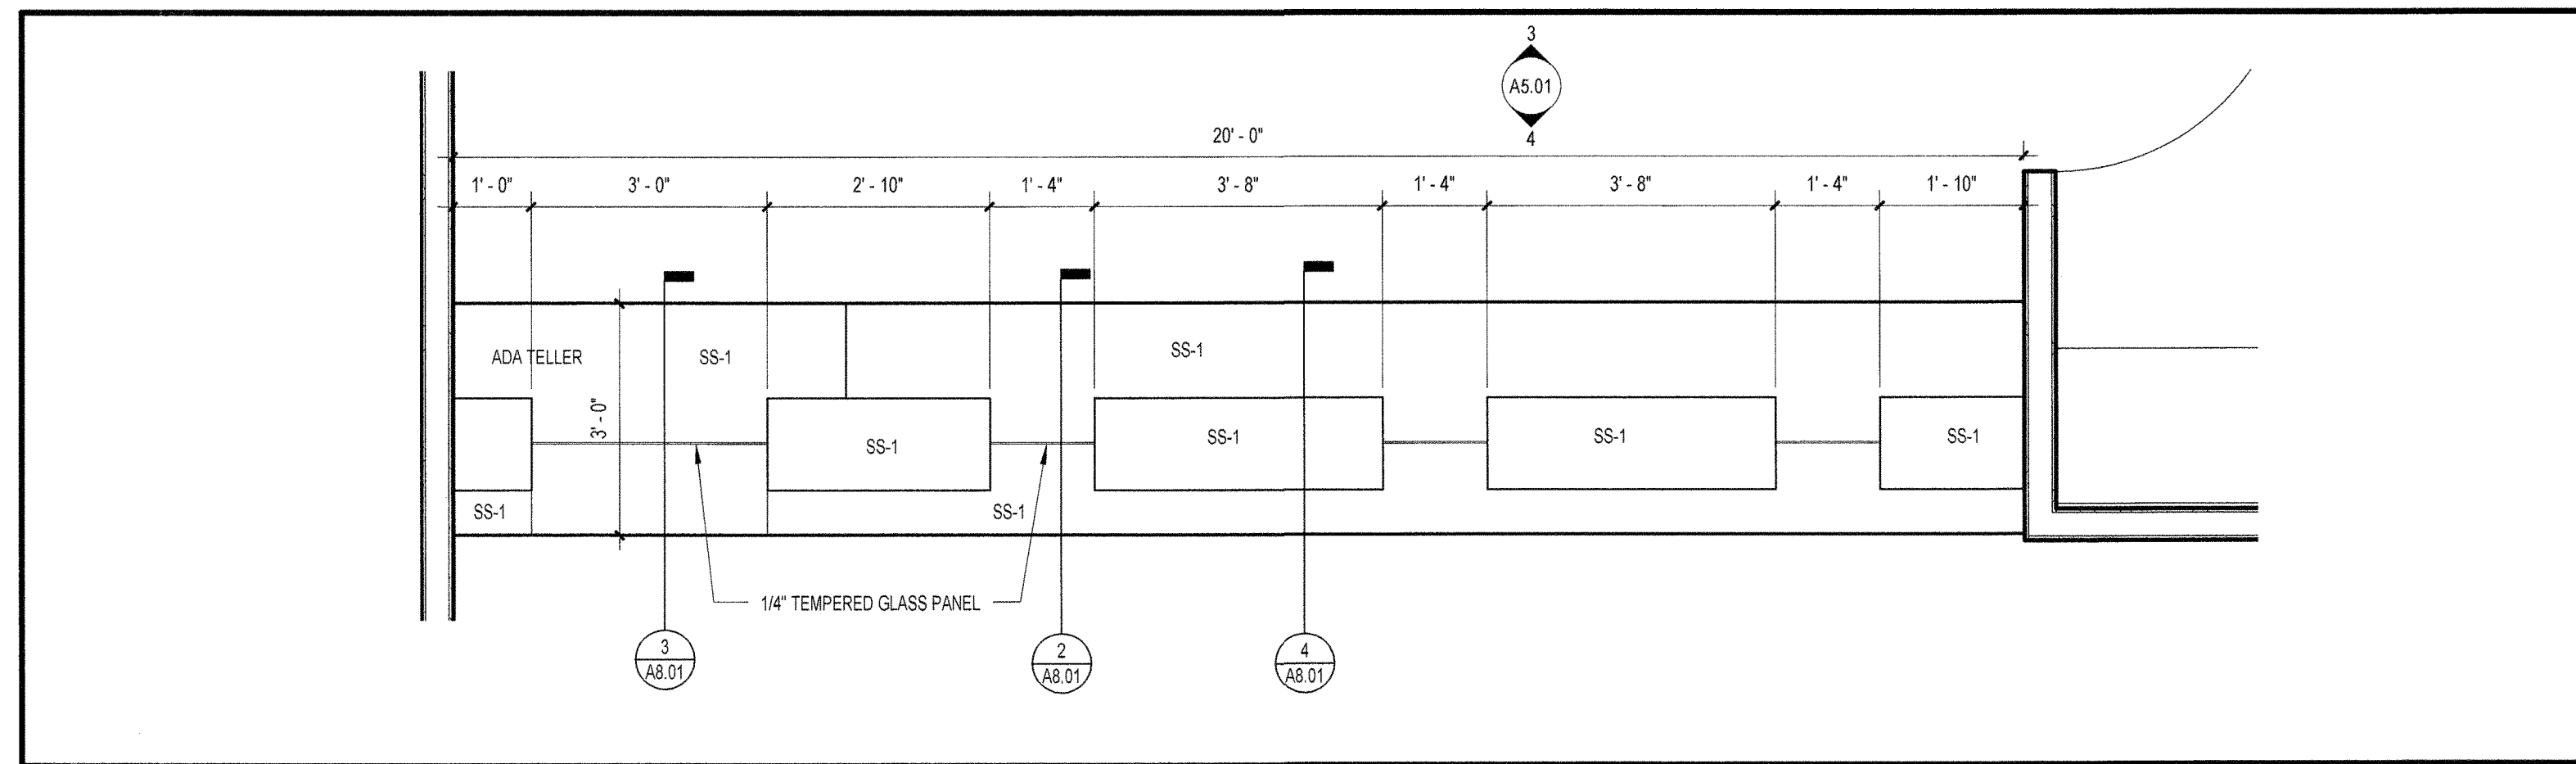 3
A5.01
4
20' - 0"
1' - 0"
3' - 0"
2' - 10"
1' - 4"
3' - 8"
1' - 4"
3' - 8"
1' - 4"
1' - 10"
ADA TELLER
SS-1
SS-1
3' - 0"
SS-1
SS-1
SS-1
SS-1
SS-1
SS-1
1/4" TEMPERED GLASS PANEL
3
A8.01
2
A8.01
4
A8.01